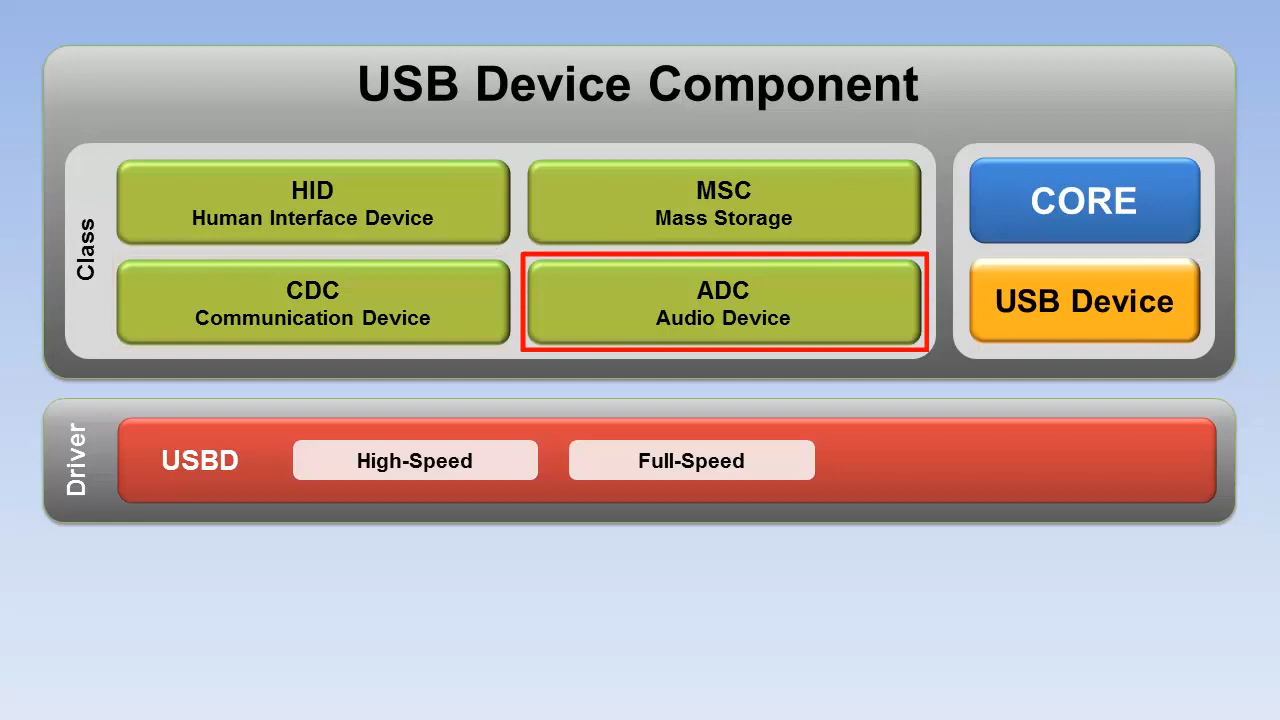 USB Device Component
Class
HID
Human Interface Device
MSC
Mass Storage
CDC
Communication Device
ADC
Audio Device
CORE
USB Device
Driver
USBD
High-Speed
Full-Speed